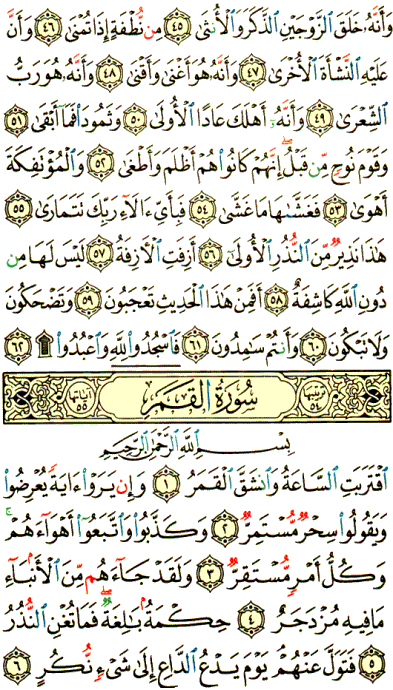 وَأَنَّهُۥ خَلَقَ ٱلزَّوْجَيْنِ ٱلذَّكَرَ وَٱلْأُنثَىٰ ٤٥ مِن نُّطْفَةٍ إِذَا تُمْنَىٰ ٤٦ وَأَنَّ
عَلَيْهِ ٱلنَّشْأَةَ ٱلْأُخْرَىٰ ٤٧ وَأَنَّهُۥ هُوَ أَغْنَىٰ وَأَقْنَىٰ ٤٨ وَأَنَّهُۥ هُوَ رَبُّ
ٱلشِّعْرَىٰ ٤٩ وَأَنَّهُۥٓ أَهْلَكَ عَادًا ٱلْأُولَىٰ ٥٠ وَثَمُودَا۟ فَمَآ أَبْقَىٰ ٥١
وَقَوْمَ نُوحٍ مِّن قَبْلُ ۖ إِنَّهُمْ كَانُوا۟ هُمْ أَظْلَمَ وَأَطْغَىٰ ٥٢ وَٱلْمُؤْتَفِكَةَ
أَهْوَىٰ ٥٣ فَغَشَّىٰهَا مَا غَشَّىٰ ٥٤ فَبِأَىِّ ءَالَآءِ رَبِّكَ تَتَمَارَىٰ ٥٥
هَٰذَا نَذِيرٌ مِّنَ ٱلنُّذُرِ ٱلْأُولَىٰٓ ٥٦ أَزِفَتِ ٱلْءَازِفَةُ ٥٧ لَيْسَ لَهَا مِن
دُونِ ٱللَّهِ كَاشِفَةٌ ٥٨ أَفَمِنْ هَٰذَا ٱلْحَدِيثِ تَعْجَبُونَ ٥٩ وَتَضْحَكُونَ
وَلَا تَبْكُونَ ٦٠ وَأَنتُمْ سَٰمِدُونَ ٦١ فَٱسْجُدُوا۟ لِلَّهِ وَٱعْبُدُوا۟ ۩ ٦٢
ترتيبها ٥٤ سُورَةُ ٱلْقَمَرِ آياتها ٥٥
بِسْمِ ٱللَّهِ ٱلرَّحْمَٰنِ ٱلرَّحِيمِ
ٱقْتَرَبَتِ ٱلسَّاعَةُ وَٱنشَقَّ ٱلْقَمَرُ ١ وَإِن يَرَوْا۟ ءَايَةً يُعْرِضُوا۟
وَيَقُولُوا۟ سِحْرٌ مُّسْتَمِرٌّ ٢ وَكَذَّبُوا۟ وَٱتَّبَعُوٓا۟ أَهْوَآءَهُمْ ۚ
وَكُلُّ أَمْرٍ مُّسْتَقِرٌّ ٣ وَلَقَدْ جَآءَهُم مِّنَ ٱلْأَنۢبَآءِ
مَا فِيهِ مُزْدَجَرٌ ٤ حِكْمَةٌۢ بَٰلِغَةٌ ۖ فَمَا تُغْنِ ٱلنُّذُرُ
٥ فَتَوَلَّ عَنْهُمْ ۘ يَوْمَ يَدْعُ ٱلدَّاعِ إِلَىٰ شَىْءٍ نُّكُرٍ ٦